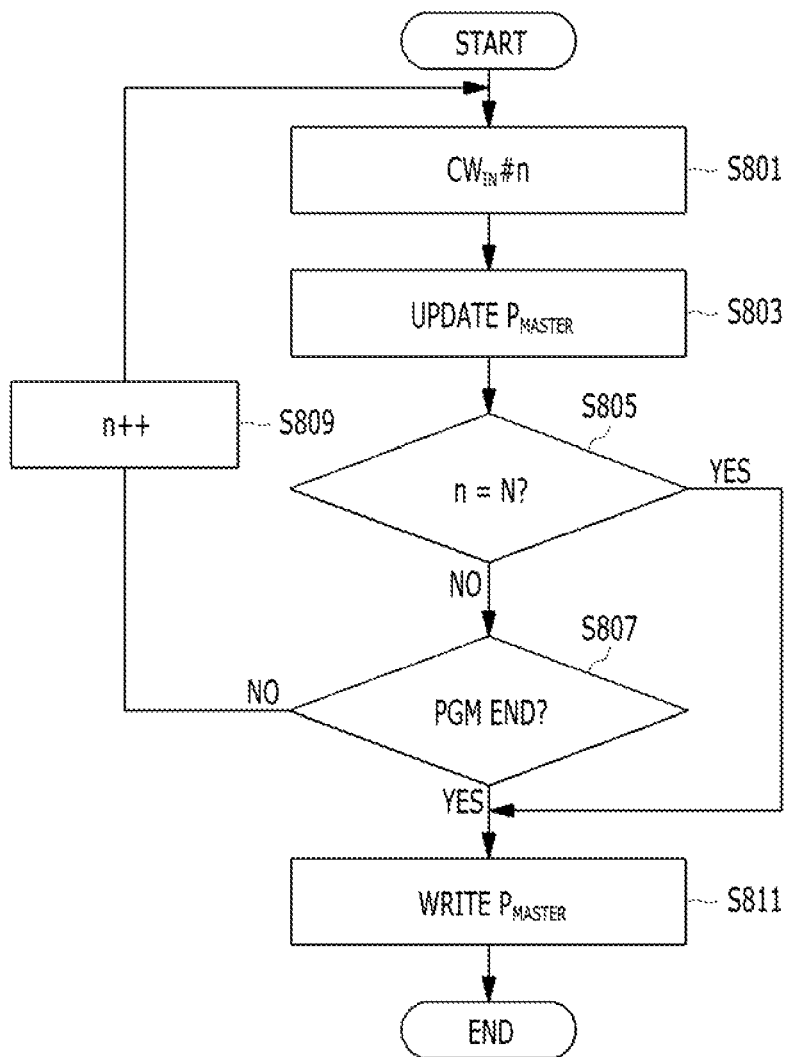 START
CW_IN#n
S801
UPDATE P_MASTER
S803
n++
S809
S805
n = N?
YES
NO
S807
NO
PGM END?
YES
WRITE P_MASTER
S811
END